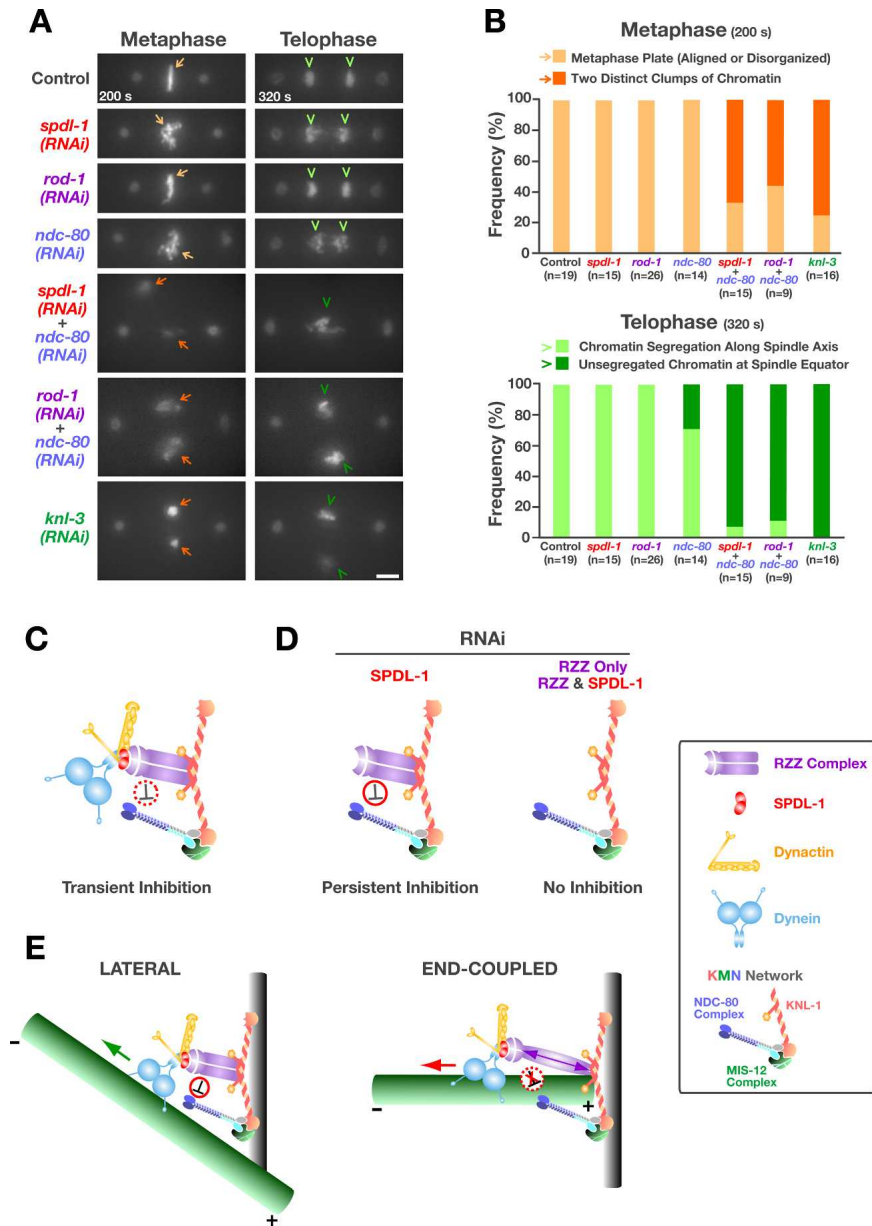 A
Metaphase
Telophase
Control
200 s
320 s
spdl-1
(RNAi)
rod-1
(RNAi)
ndc-80
(RNAi)
spdl-1
(RNAi)
+
ndc-80
(RNAi)
rod-1
(RNAi)
+
ndc-80
(RNAi)
knl-3
(RNAi)
B
Metaphase (200 s)
Metaphase Plate (Aligned or Disorganized)
Two Distinct Clumps of Chromatin
Frequency (%)
100
80
60
40
20
0
Control
(n=19)
spdl-1
(n=15)
rod-1
(n=26)
ndc-80
(n=14)
spdl-1
+
ndc-80
(n=15)
rod-1
+
ndc-80
(n=9)
knl-3
(n=16)
Telophase (320 s)
Chromatin Segregation Along Spindle Axis
Unsegregated Chromatin at Spindle Equator
Frequency (%)
100
80
60
40
20
0
Control
(n=19)
spdl-1
(n=15)
rod-1
(n=26)
ndc-80
(n=14)
spdl-1
+
ndc-80
(n=15)
rod-1
+
ndc-80
(n=9)
knl-3
(n=16)
C
Transient Inhibition
D
RNAi
SPDL-1
RZZ Only
RZZ & SPDL-1
Persistent Inhibition
No Inhibition
E
LATERAL
-
+
END-COUPLED
-
+
RZZ Complex
SPDL-1
Dynactin
Dynein
KMN Network
NDC-80
Complex
KNL-1
MIS-12
Complex